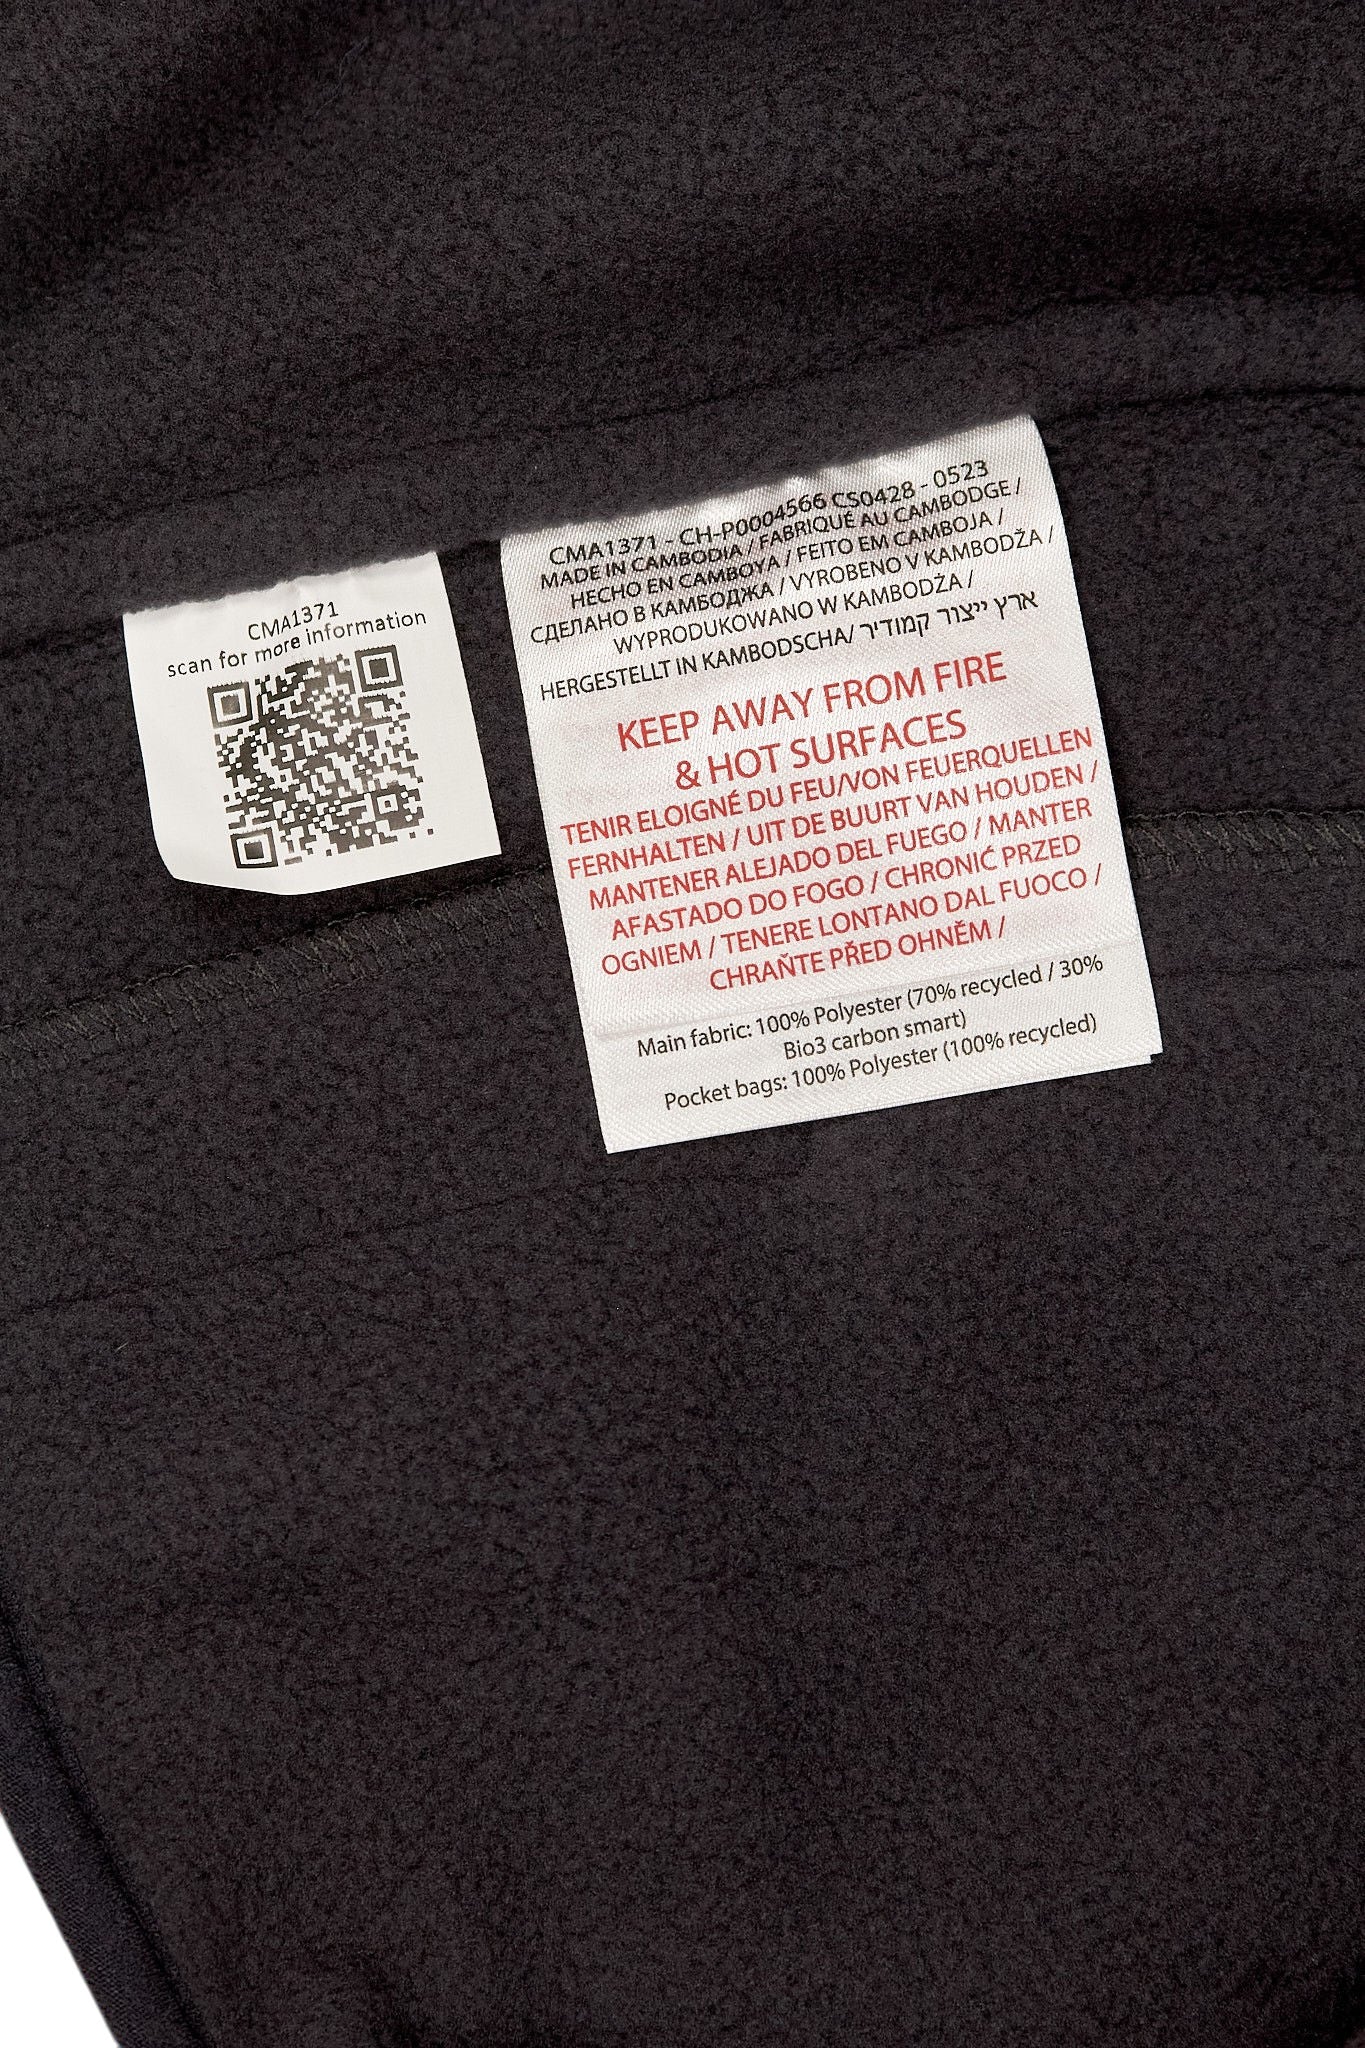 CMA1371
scan for more information
CMA1371 - CH-P0004566 CS0428 - 0523
MADE IN CAMBODIA / FABRIQUÉ AU CAMBODGE /
HECHO EN CAMBOYA / FEITO EM CAMBOJA /
СДЕЛАНО В КАМБОДЖА / VYROBENO V KAMBODŽA /
WYPRODUKOWANO W KAMBODŻA /
HERGESTELLT IN KAMBODSCHA/ ארץ ייצור קמודיר
KEEP AWAY FROM FIRE
& HOT SURFACES
TENIR ELOIGNÉ DU FEU/VON FEUERQUELLEN
FERNHALTEN / UIT DE BUURT VAN HOUDEN /
MANTENER ALEJADO DEL FUEGO / MANTER
AFASTADO DO FOGO / CHRONIĆ PRZED
OGNIEM / TENERE LONTANO DAL FUOCO /
CHRAŇTE PŘED OHNĚM /
Main fabric: 100% Polyester (70% recycled / 30%
Bio3 carbon smart)
Pocket bags: 100% Polyester (100% recycled)